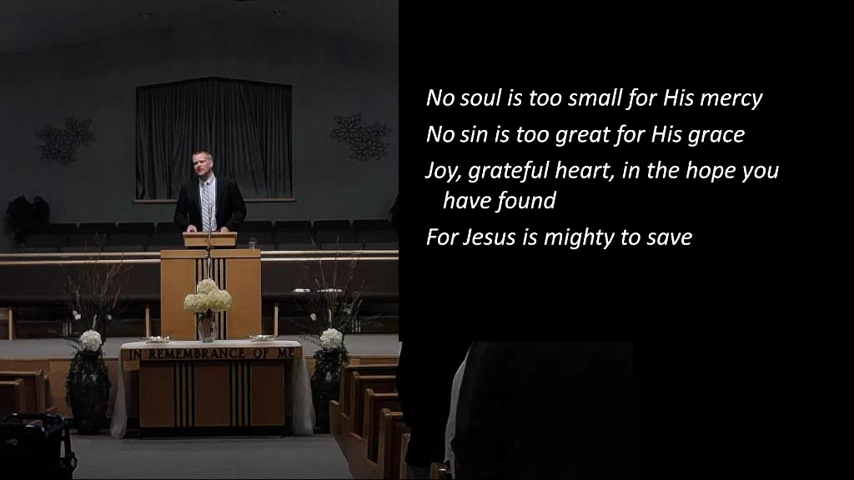 No soul is too small for His mercy
No sin is too great for His grace
Joy, grateful heart, in the hope you
have found
For Jesus is mighty to save
IN REMEMBRANCE OF ME